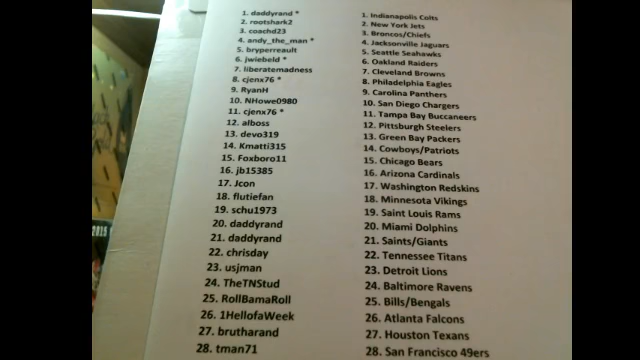 1. daddyrand *
2. rootshark2
3. coachd23
4. andy_the_man *
5. bryperreault
6. jwiebeld *
7. liberatemadness
8. cjenx76 *
9. RyanH
10. NHowe0980
11. cjenx76 *
12. alboss
13. devo319
14. Kmatti315
15. Foxboro11
16. jb15385
17. Jcon
18. flutiefan
19. schu1973
20. daddyrand
21. daddyrand
22. chrisday
23. usjman
24. TheTNStud
25. RollBamaRoll
26. 1HellofaWeek
27. brutharand
28. tman71
1. Indianapolis Colts
2. New York Jets
3. Broncos/Chiefs
4. Jacksonville Jaguars
5. Seattle Seahawks
6. Oakland Raiders
7. Cleveland Browns
8. Philadelphia Eagles
9. Carolina Panthers
10. San Diego Chargers
11. Tampa Bay Buccaneers
12. Pittsburgh Steelers
13. Green Bay Packers
14. Cowboys/Patriots
15. Chicago Bears
16. Arizona Cardinals
17. Washington Redskins
18. Minnesota Vikings
19. Saint Louis Rams
20. Miami Dolphins
21. Saints/Giants
22. Tennessee Titans
23. Detroit Lions
24. Baltimore Ravens
25. Bills/Bengals
26. Atlanta Falcons
27. Houston Texans
28. San Francisco 49ers
2015